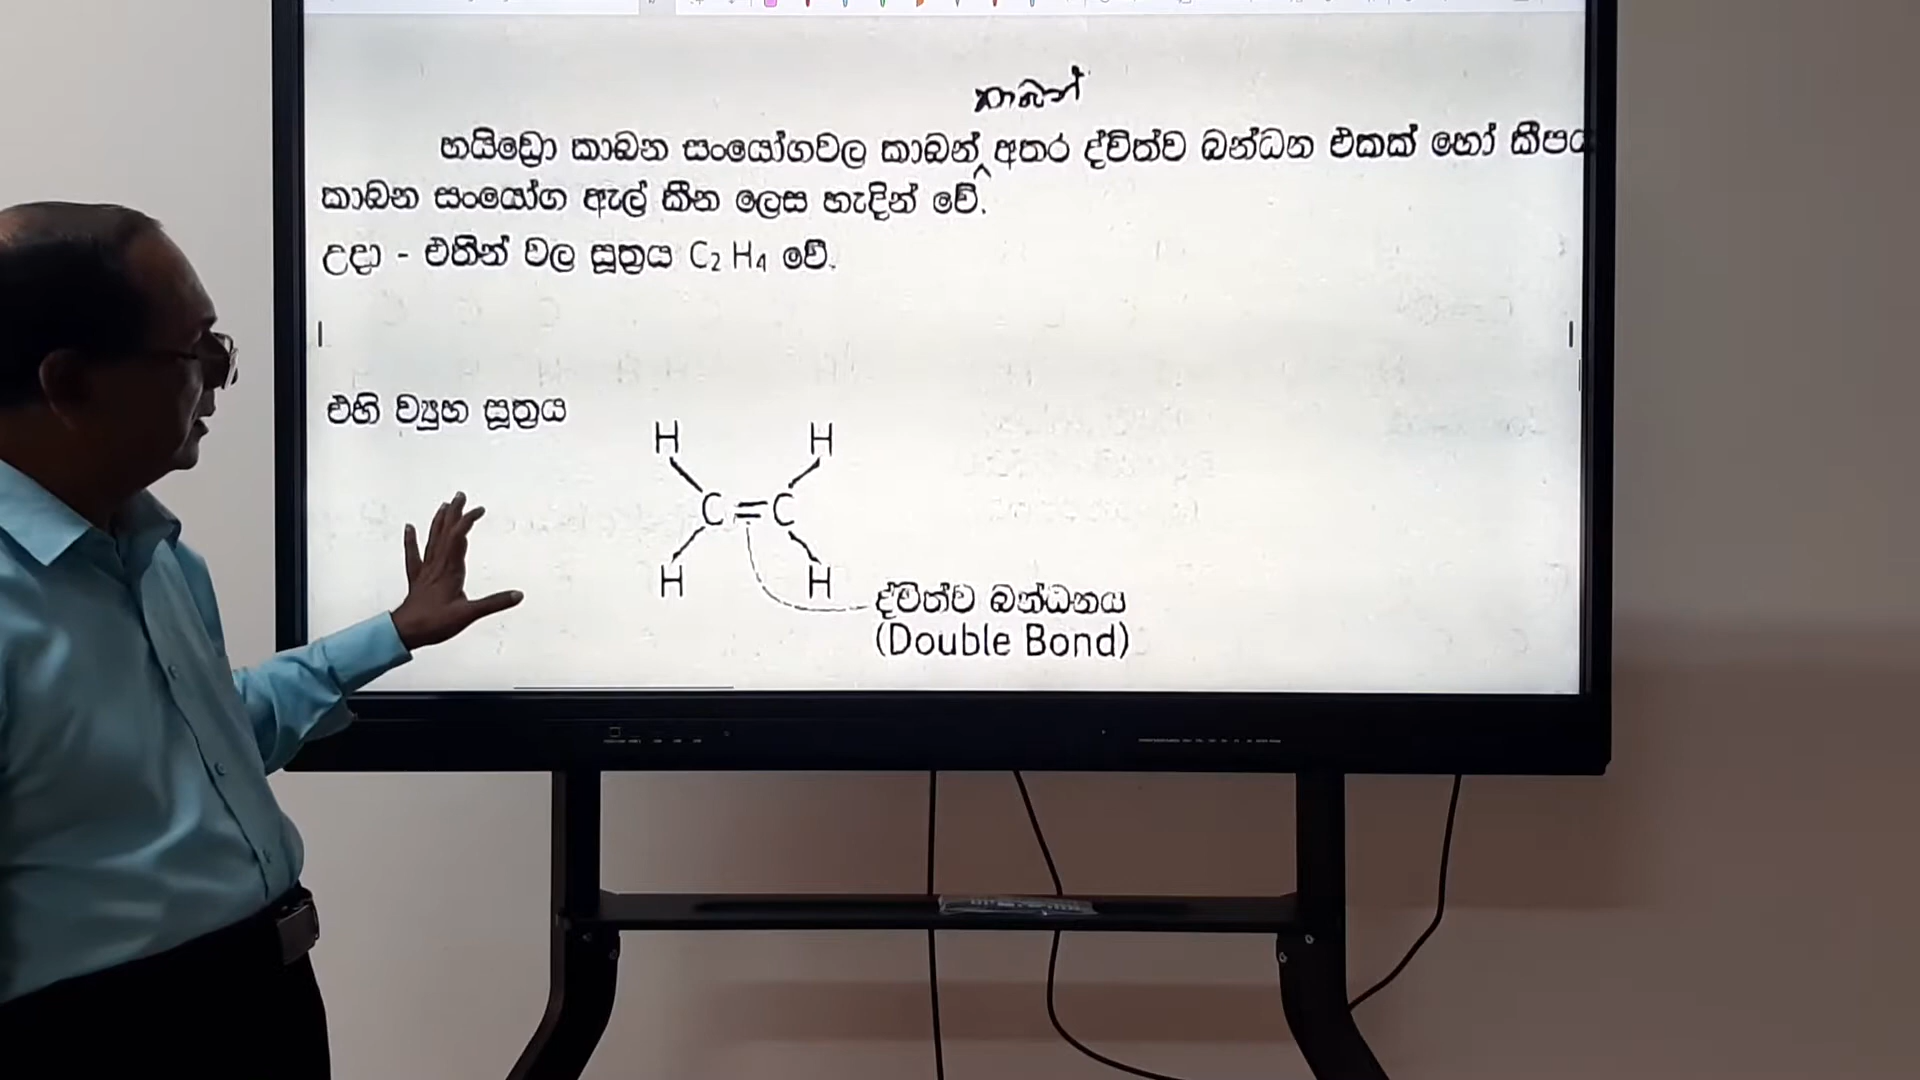 කාබන්
හයිඩ්‍රො කාබන සංයෝගවල කාබන් ^ අතර ද්විත්ව බන්ධන එකක් හෝ කීපය
කාබන සංයෝග ඇල් කීන ලෙස හැදින් වේ.
උදා - එතීන් වල සූත්‍රය C₂ H₄ වේ.
එහි ව්‍යුහ සූත්‍රය
H H
C = C
H H
ද්විත්ව බන්ධනය
(Double Bond)